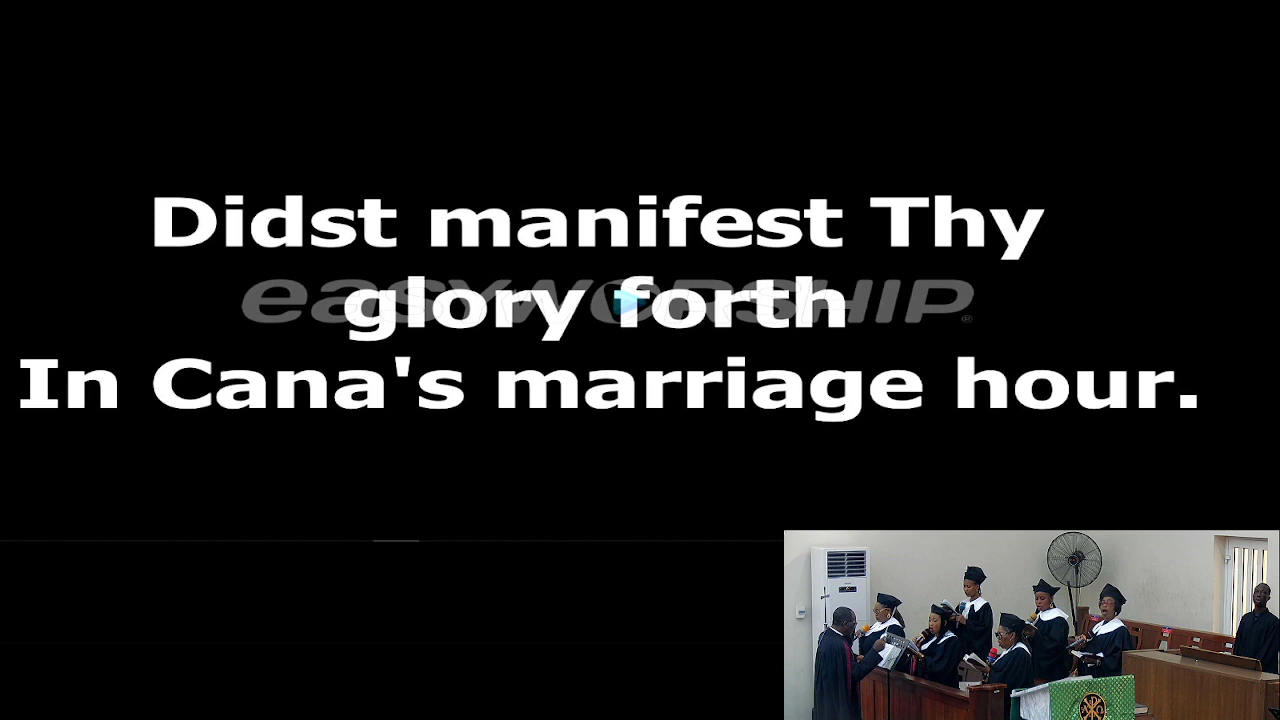 Didst manifest Thy
glory forth
easyworship®
In Cana's marriage hour.